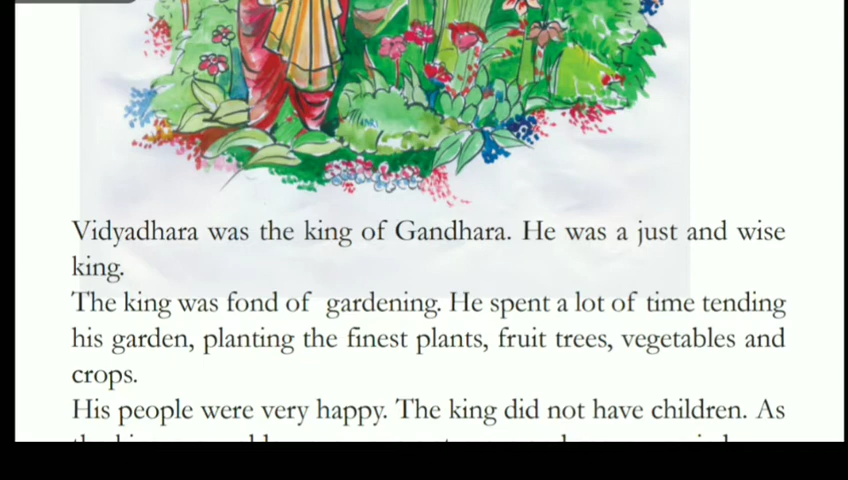 Vidyadhara was the king of Gandhara. He was a just and wise
king.
The king was fond of gardening. He spent a lot of time tending
his garden, planting the finest plants, fruit trees, vegetables and
crops.
His people were very happy. The king did not have children. As